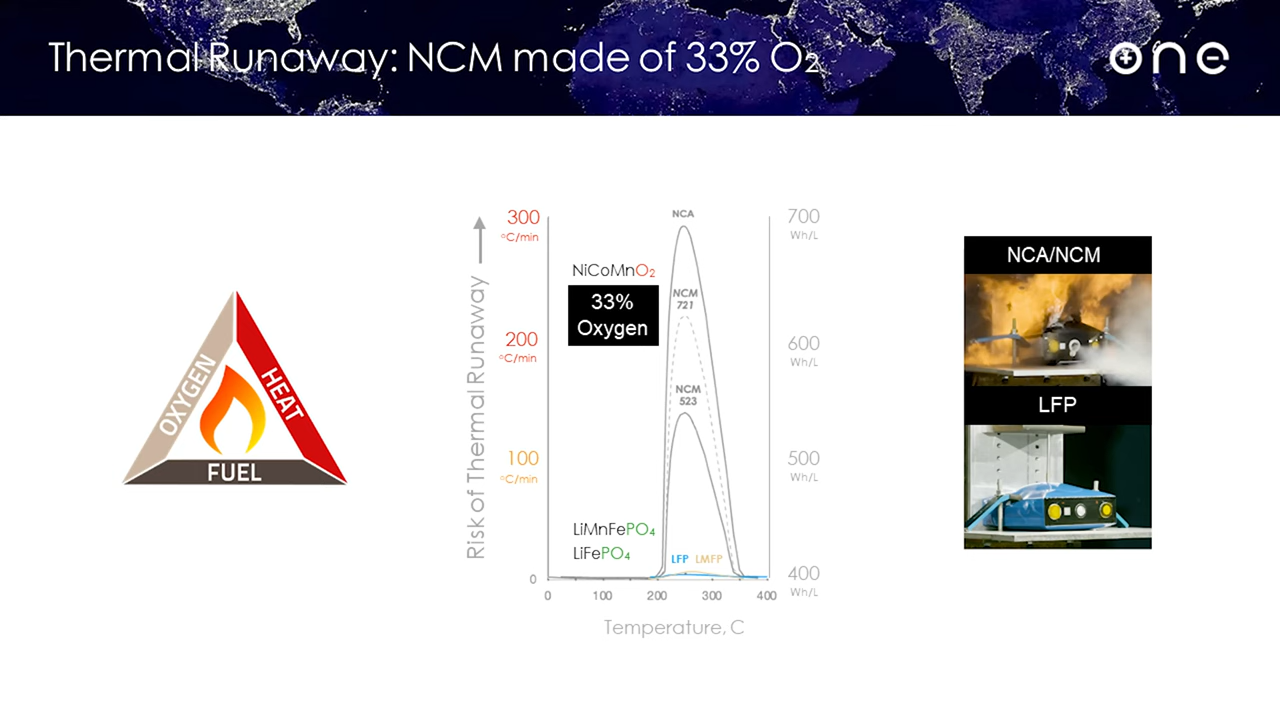 Thermal Runaway: NCM made of 33% O₂
one
OXYGEN
HEAT
FUEL
Risk of Thermal Runaway
300
°C/min
200
°C/min
100
°C/min
0
NiCoMnO₂
33%
Oxygen
LiMnFePO₄
LiFePO₄
NCA
NCM
721
NCM
523
LFP LMFP
0 100 200 300 400
Temperature, C
700
Wh/L
600
Wh/L
500
Wh/L
400
Wh/L
NCA/NCM
LFP